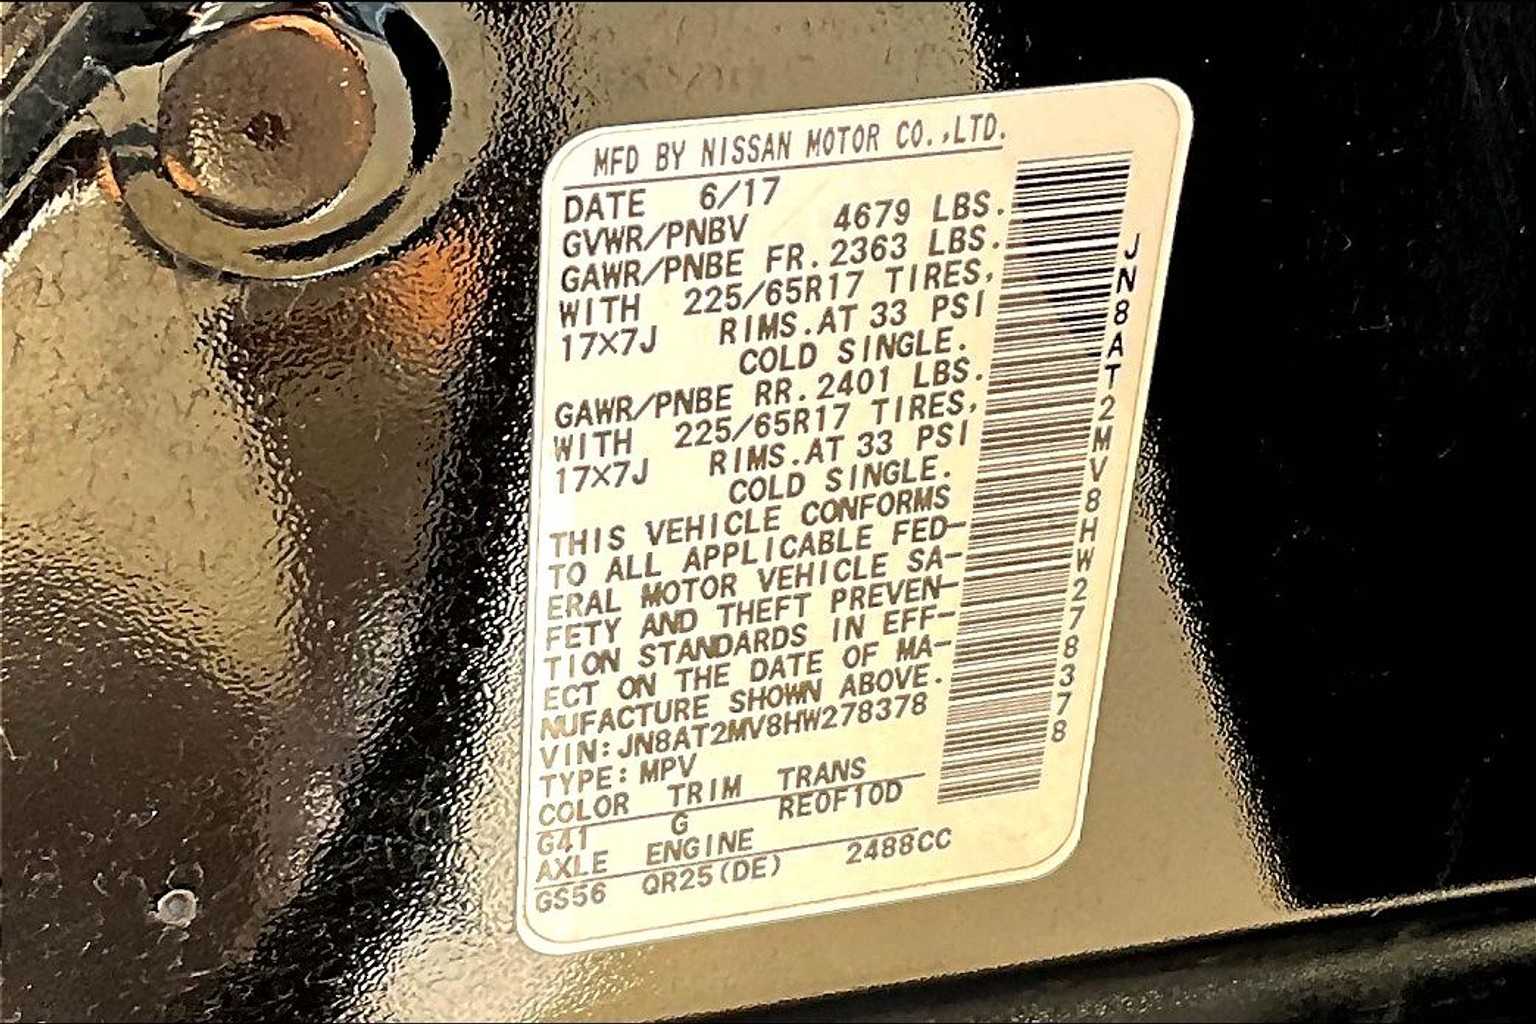 MFD BY NISSAN MOTOR CO.,LTD.
DATE 6/17
GVWR/PNBV 4679 LBS.
GAWR/PNBE FR.2363 LBS.
WITH 225/65R17 TIRES,
17×7J RIMS.AT 33 PSI
COLD SINGLE.
GAWR/PNBE RR.2401 LBS.
WITH 225/65R17 TIRES,
17×7J RIMS.AT 33 PSI
COLD SINGLE.
THIS VEHICLE CONFORMS
TO ALL APPLICABLE FED-
ERAL MOTOR VEHICLE SA-
FETY AND THEFT PREVEN-
TION STANDARDS IN EFF-
ECT ON THE DATE OF MA-
NUFACTURE SHOWN ABOVE.
VIN:JN8AT2MV8HW278378
TYPE:MPV
COLOR TRIM TRANS
G41 G RE0F10D
AXLE ENGINE
GS56 QR25(DE) 2488CC
JN8AT2MV8HW278378